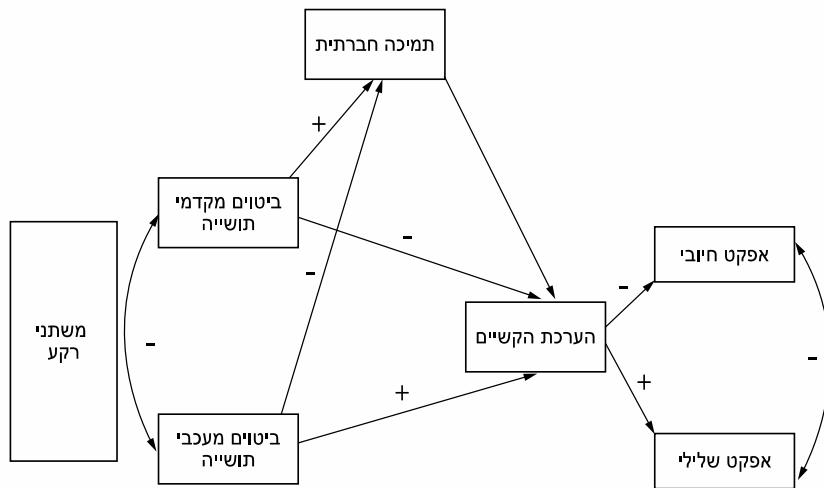 תמיכה חברתית
+
ביטוים מקדמי
תושייה
-
-
אפקט חיובי
-
משתני
רקע
-
הערכת הקשיים
-
+
+
ביטוים מעכבי
תושייה
אפקט שלילי